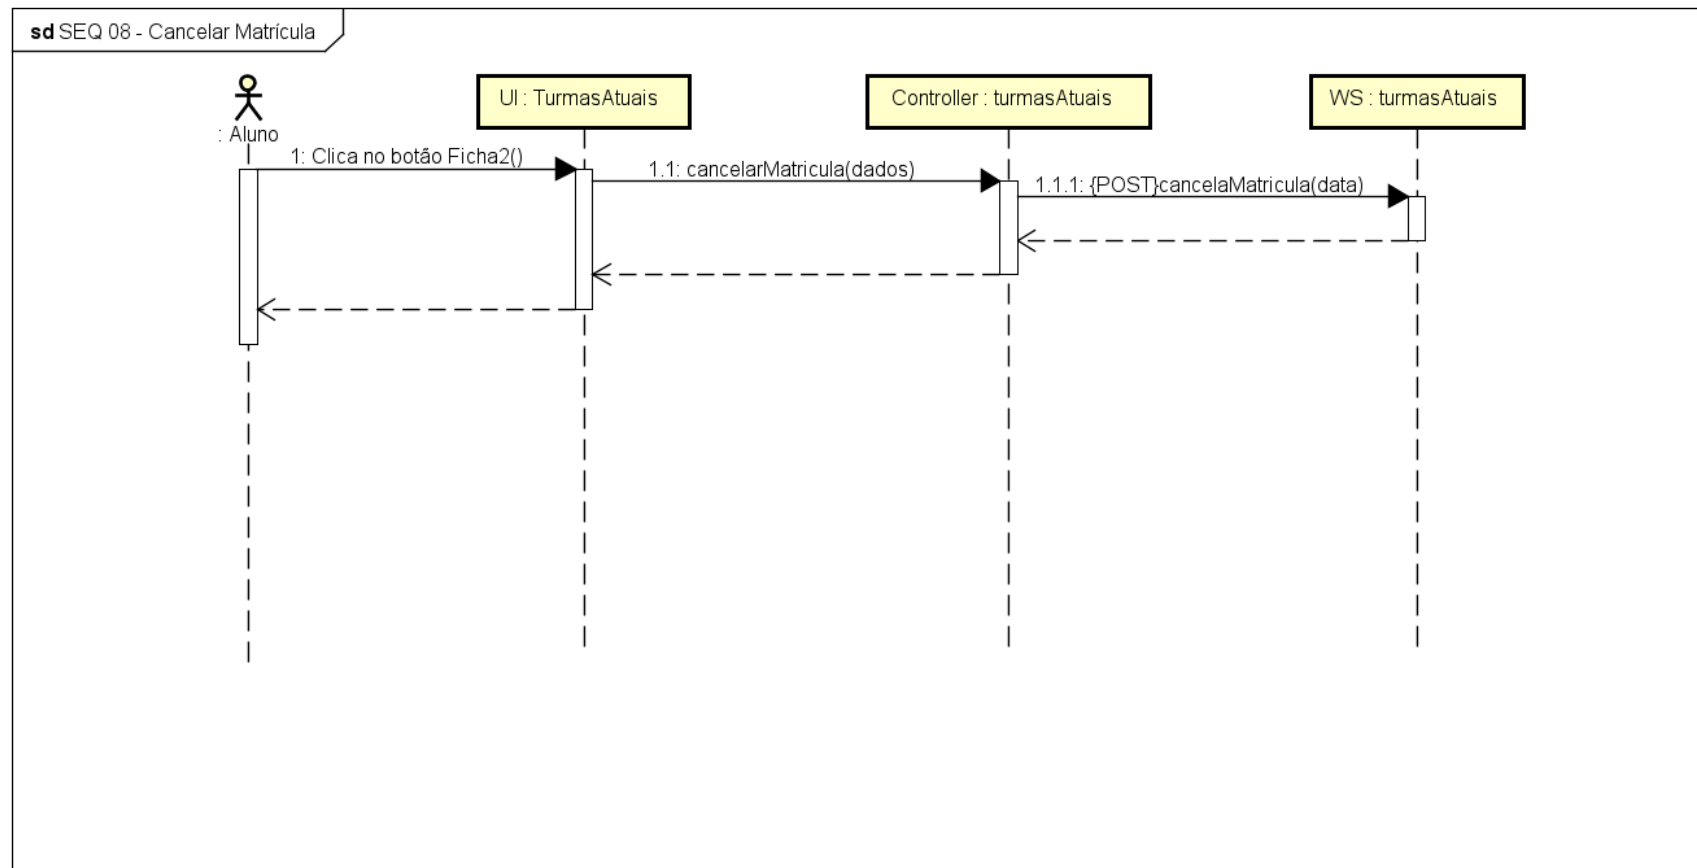 sd SEQ 08 - Cancelar Matrícula
: Aluno
UI : TurmasAtuais
Controller : turmasAtuais
WS : turmasAtuais
1: Clica no botão Ficha2()
1.1: cancelarMatricula(dados)
1.1.1: {POST}cancelaMatricula(data)